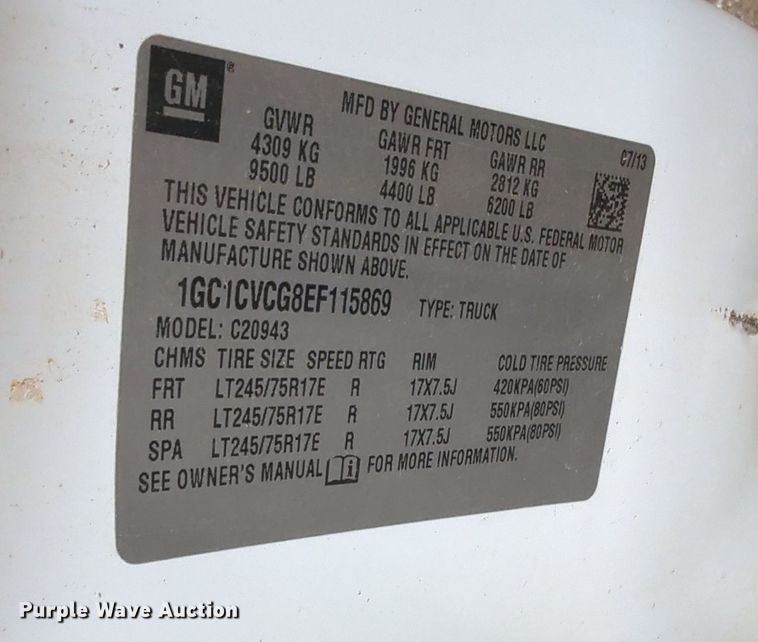 GM®
MFD BY GENERAL MOTORS LLC
C7/13
GVWR GAWR FRT GAWR RR
4309 KG 1996 KG 2812 KG
9500 LB 4400 LB 6200 LB
THIS VEHICLE CONFORMS TO ALL APPLICABLE U.S. FEDERAL MOTOR
VEHICLE SAFETY STANDARDS IN EFFECT ON THE DATE OF
MANUFACTURE SHOWN ABOVE.
1GC1CVCG8EF115869 TYPE: TRUCK
MODEL: C20943
CHMS TIRE SIZE SPEED RTG RIM COLD TIRE PRESSURE
FRT LT245/75R17E R 17X7.5J 420KPA(60PSI)
RR LT245/75R17E R 17X7.5J 550KPA(80PSI)
SPA LT245/75R17E R 17X7.5J 550KPA(80PSI)
SEE OWNER'S MANUAL i FOR MORE INFORMATION.
Purple Wave Auction